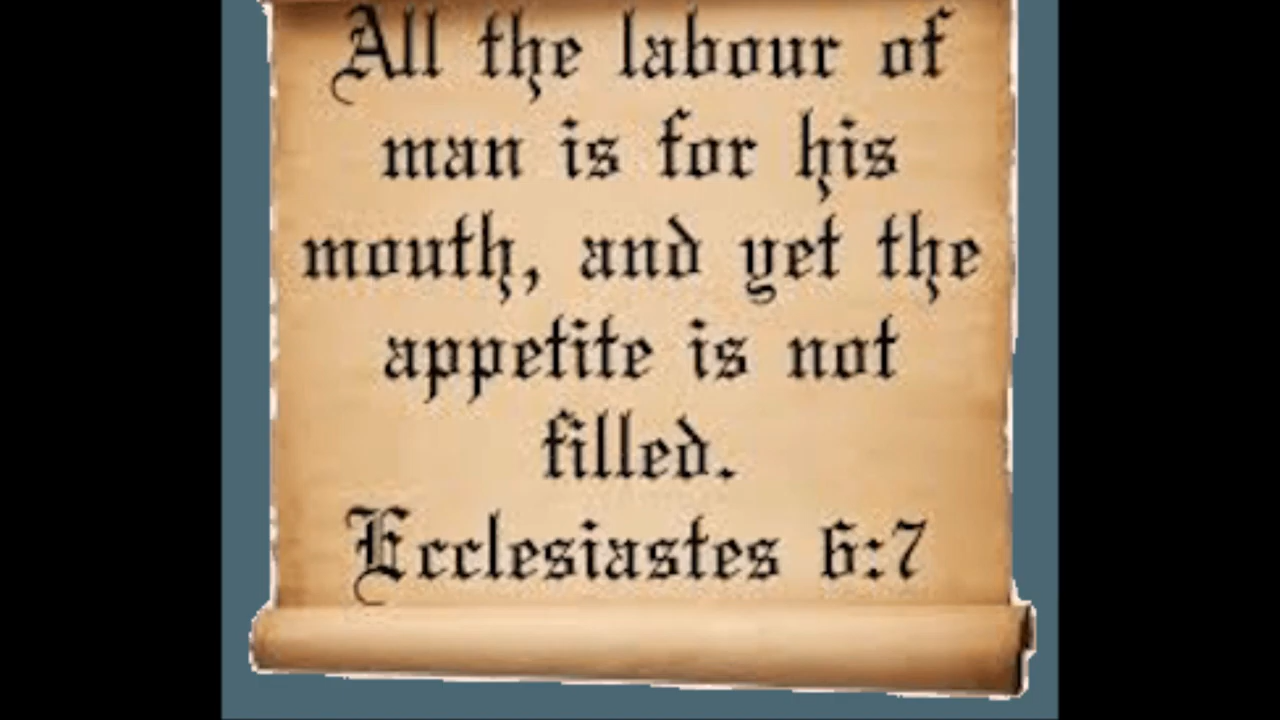 All the labour of
man is for his
mouth, and yet the
appetite is not
filled.
Ecclesiastes 6:7